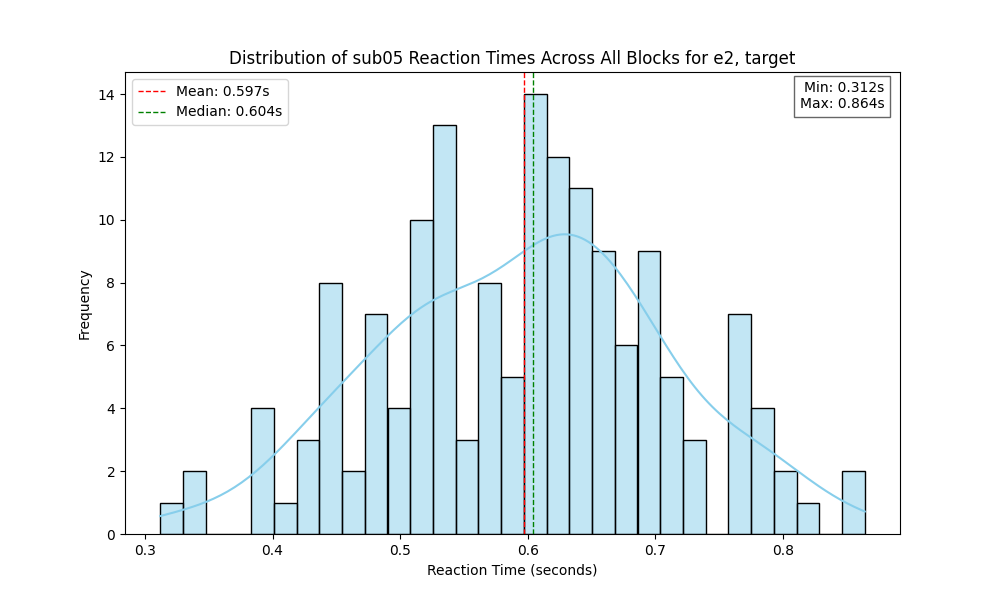 Distribution of sub05 Reaction Times Across All Blocks for e2, target
Mean: 0.597s
Median: 0.604s
Min: 0.312s
Max: 0.864s
14
12
10
8
6
4
2
0
Frequency
0.3 0.4 0.5 0.6 0.7 0.8
Reaction Time (seconds)